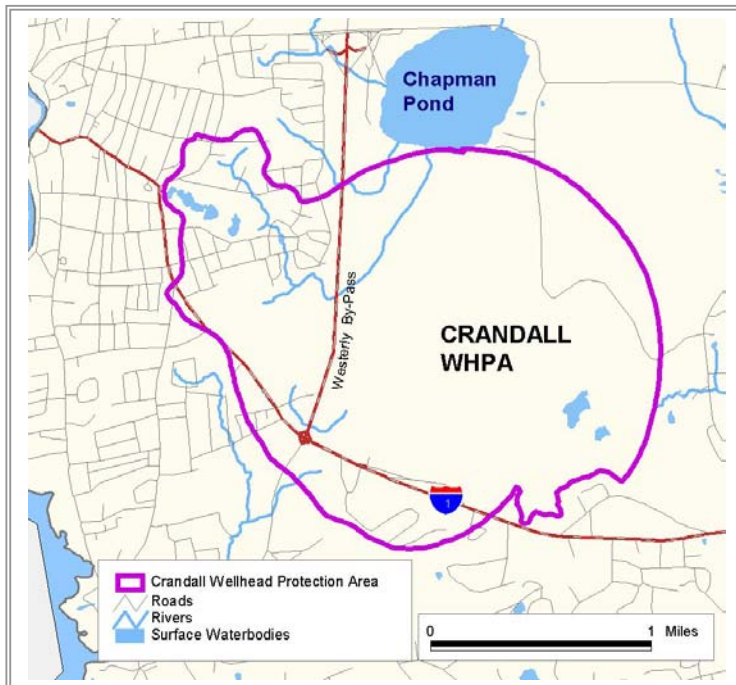 Chapman
Pond
Westerly By-Pass
CRANDALL
WHPA
1
Crandall Wellhead Protection Area
Roads
Rivers
Surface Waterbodies
0 1 Miles